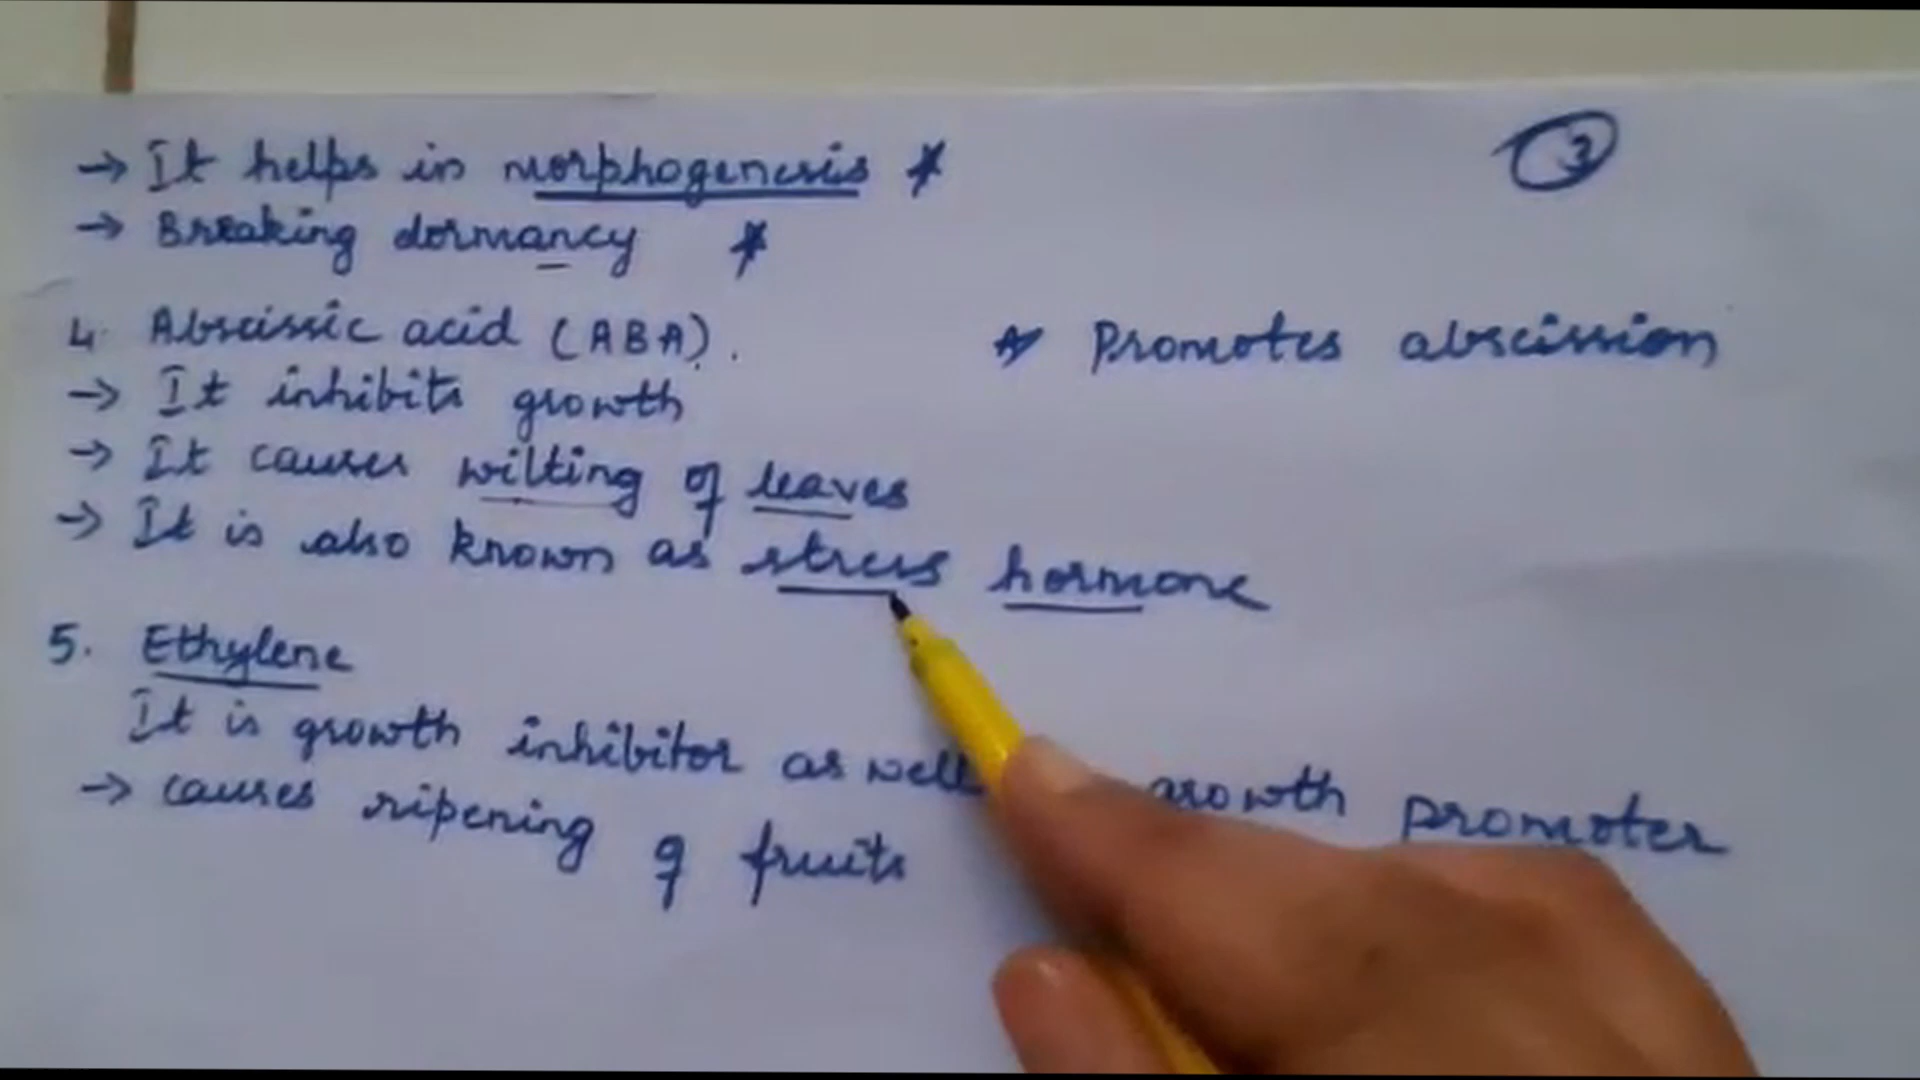 → It helps in morphogenesis *
3
→ Breaking dormancy *
4. Abscissic acid (ABA). * Promotes abscission
→ It inhibits growth
→ It causes wilting of leaves
→ It is also known as stress hormone
5. Ethylene
It is growth inhibitor as well growth promoter
→ causes ripening of fruits